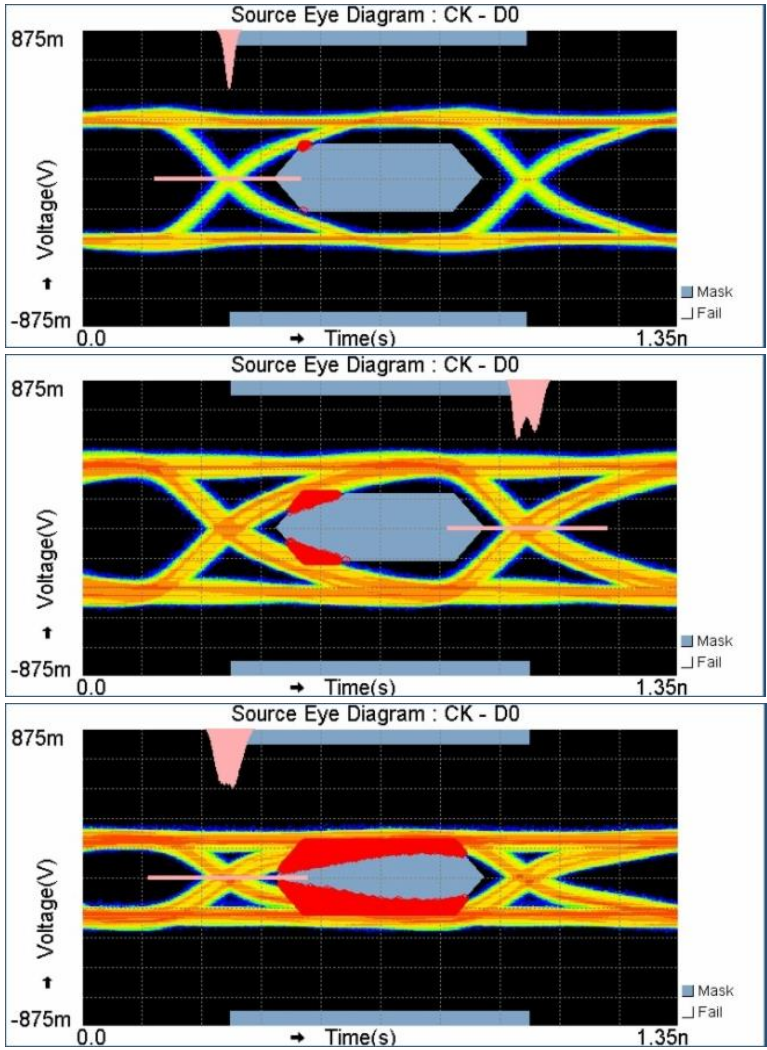 Source Eye Diagram : CK - D0
875m
Voltage(V)
-875m
0.0
Time(s)
1.35n
Mask
Fail
Source Eye Diagram : CK - D0
875m
Voltage(V)
-875m
0.0
Time(s)
1.35n
Mask
Fail
Source Eye Diagram : CK - D0
875m
Voltage(V)
-875m
0.0
Time(s)
1.35n
Mask
Fail